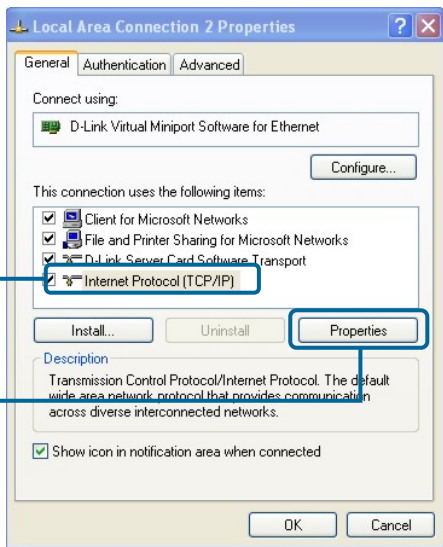 Local Area Connection 2 Properties
General Authentication Advanced
Connect using:
D-Link Virtual Miniport Software for Ethernet
Configure...
This connection uses the following items:
Client for Microsoft Networks
File and Printer Sharing for Microsoft Networks
D-Link Server Card Software Transport
Internet Protocol (TCP/IP)
Install... Uninstall Properties
Description
Transmission Control Protocol/Internet Protocol. The default
wide area network protocol that provides communication
across diverse interconnected networks.
Show icon in notification area when connected
OK Cancel